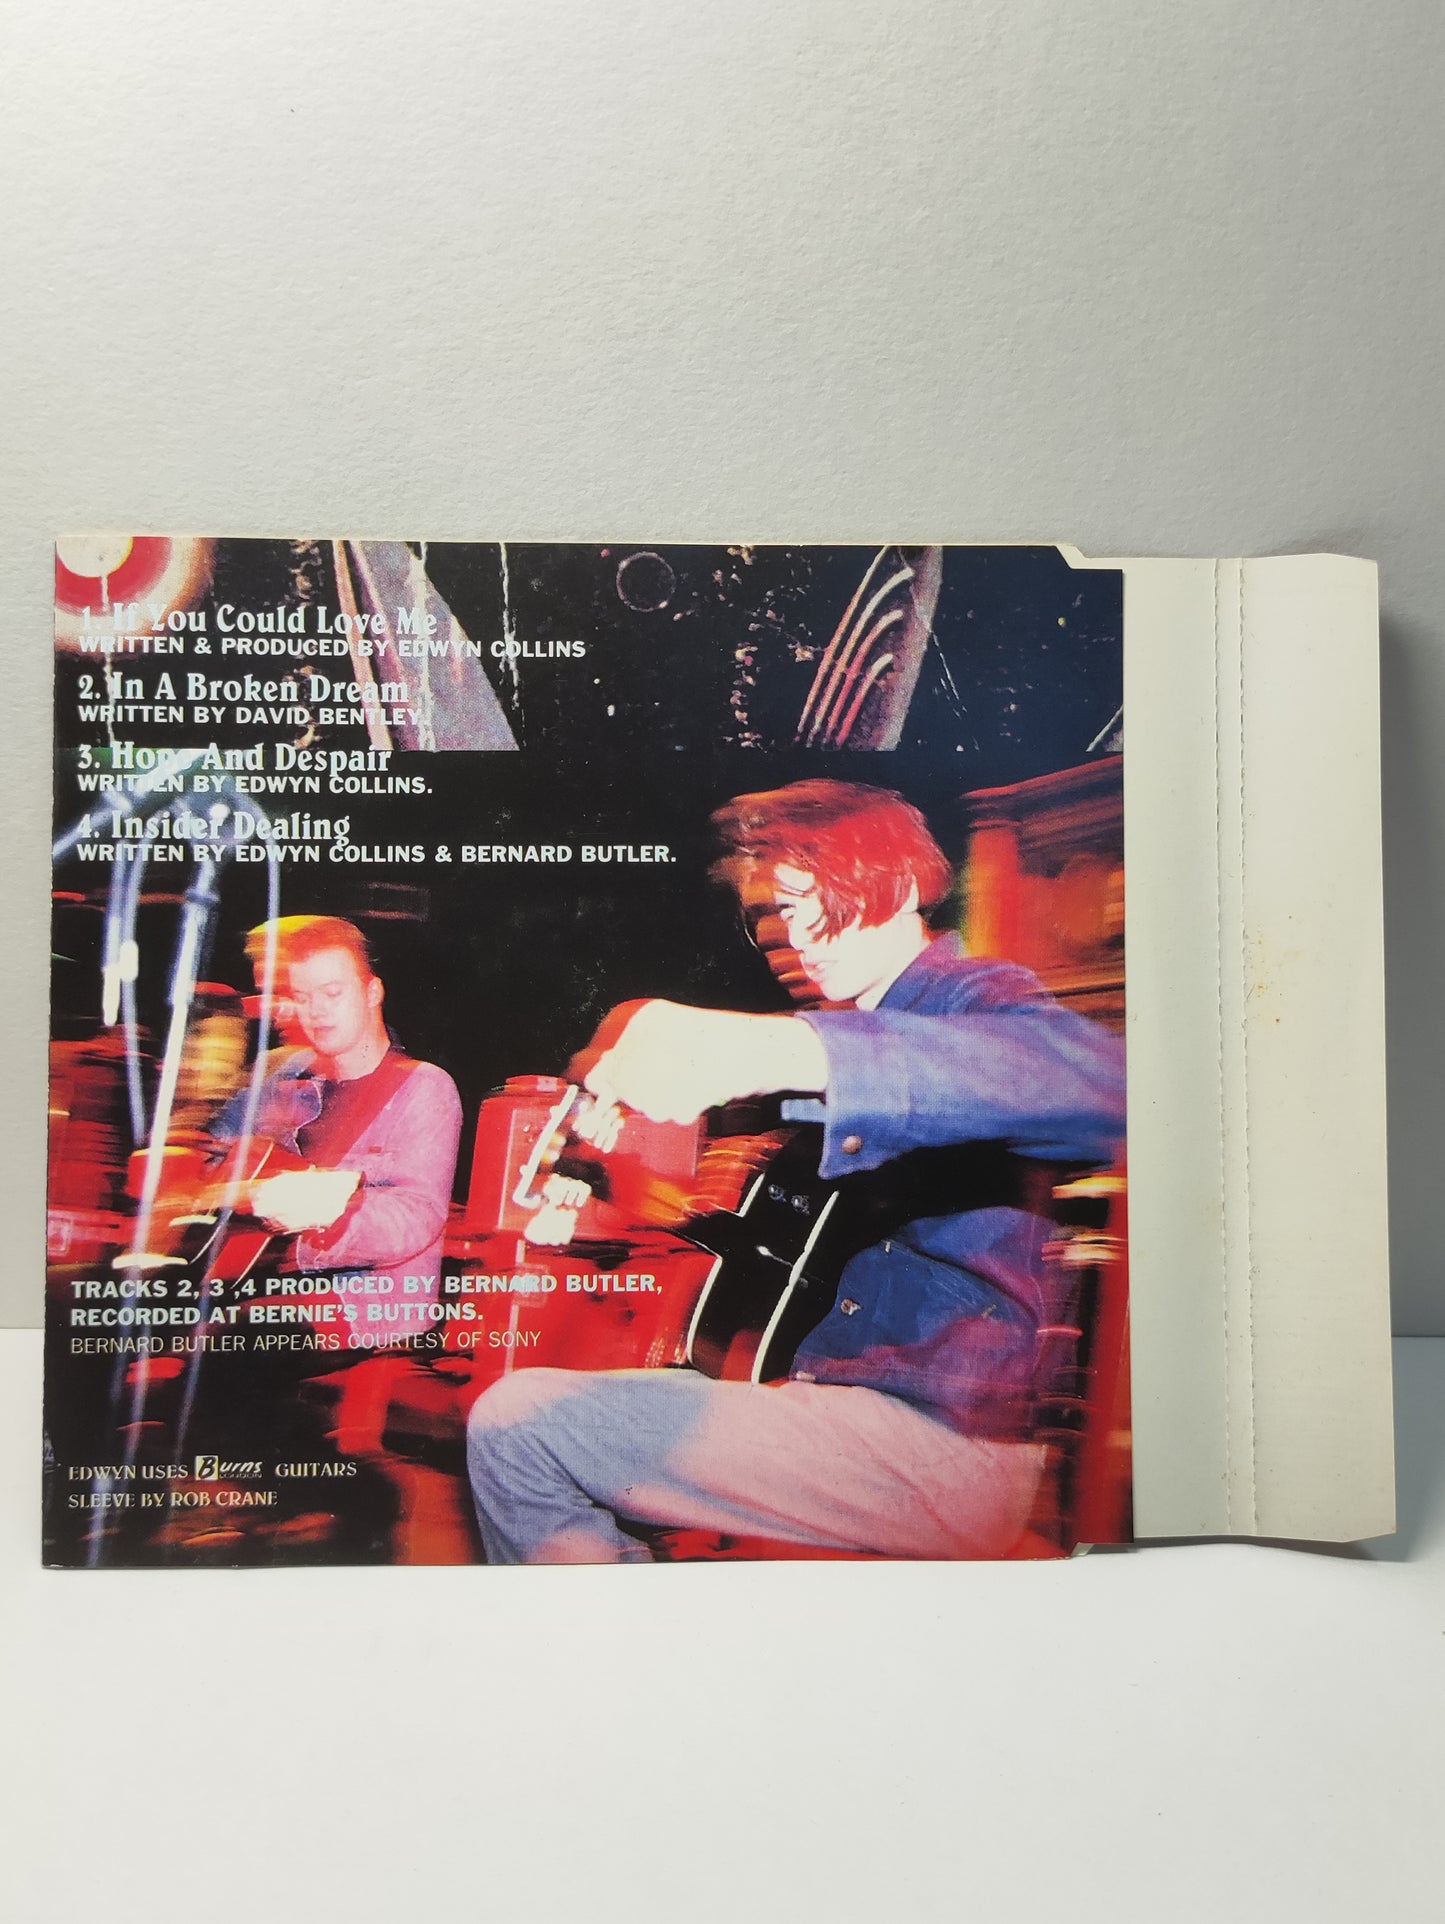 1. If You Could Love Me
WRITTEN & PRODUCED BY EDWYN COLLINS
2. In A Broken Dream
WRITTEN BY DAVID BENTLEY.
3. Hope And Despair
WRITTEN BY EDWYN COLLINS.
4. Insider Dealing
WRITTEN BY EDWYN COLLINS & BERNARD BUTLER.
TRACKS 2, 3 ,4 PRODUCED BY BERNARD BUTLER,
RECORDED AT BERNIE'S BUTTONS.
BERNARD BUTLER APPEARS COURTESY OF SONY
EDWYN USES Burns LONDON GUITARS
SLEEVE BY ROB CRANE